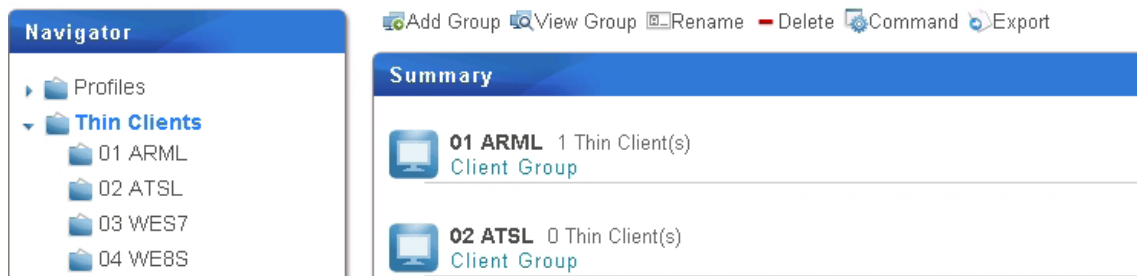 Navigator
Profiles
Thin Clients
01 ARML
02 ATSL
03 WES7
04 WE8S
Add Group View Group Rename Delete Command Export
Summary
01 ARML 1 Thin Client(s)
Client Group
02 ATSL 0 Thin Client(s)
Client Group